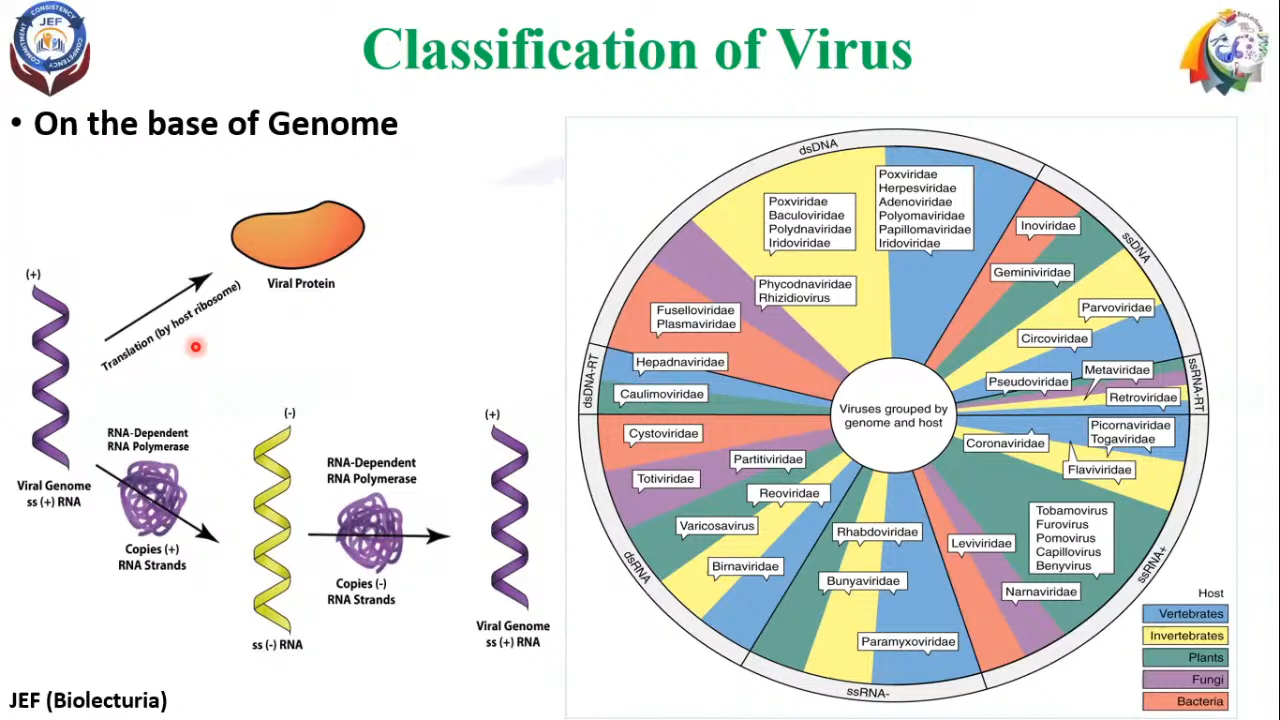 CONSISTENCY
COMMITMENT
COMPETENCY
JEF
Classification of Virus
• On the base of Genome
(+)
Translation (by host ribosome)
Viral Protein
RNA-Dependent
RNA Polymerase
Viral Genome
ss (+) RNA
Copies (+)
RNA Strands
(-)
ss (-) RNA
RNA-Dependent
RNA Polymerase
Copies (-)
RNA Strands
(+)
Viral Genome
ss (+) RNA
JEF (Biolecturia)
dsDNA
Poxviridae
Baculoviridae
Polydnaviridae
Iridoviridae
Poxviridae
Herpesviridae
Adenoviridae
Polyomaviridae
Papillomaviridae
Iridoviridae
Phycodnaviridae
Rhizidiovirus
Fuselloviridae
Plasmaviridae
ssDNA
Inoviridae
Geminiviridae
Parvoviridae
Circoviridae
dsDNA-RT
Hepadnaviridae
Caulimoviridae
ssRNA-RT
Pseudoviridae
Metaviridae
Retroviridae
Viruses grouped by
genome and host
dsRNA
Cystoviridae
Partitiviridae
Totiviridae
Reoviridae
Varicosavirus
Birnaviridae
ssRNA-
Rhabdoviridae
Bunyaviridae
Paramyxoviridae
ssRNA+
Picornaviridae
Togaviridae
Coronaviridae
Flaviviridae
Tobamovirus
Furovirus
Pomovirus
Capillovirus
Benyvirus
Leviviridae
Narnaviridae
Host
Vertebrates
Invertebrates
Plants
Fungi
Bacteria